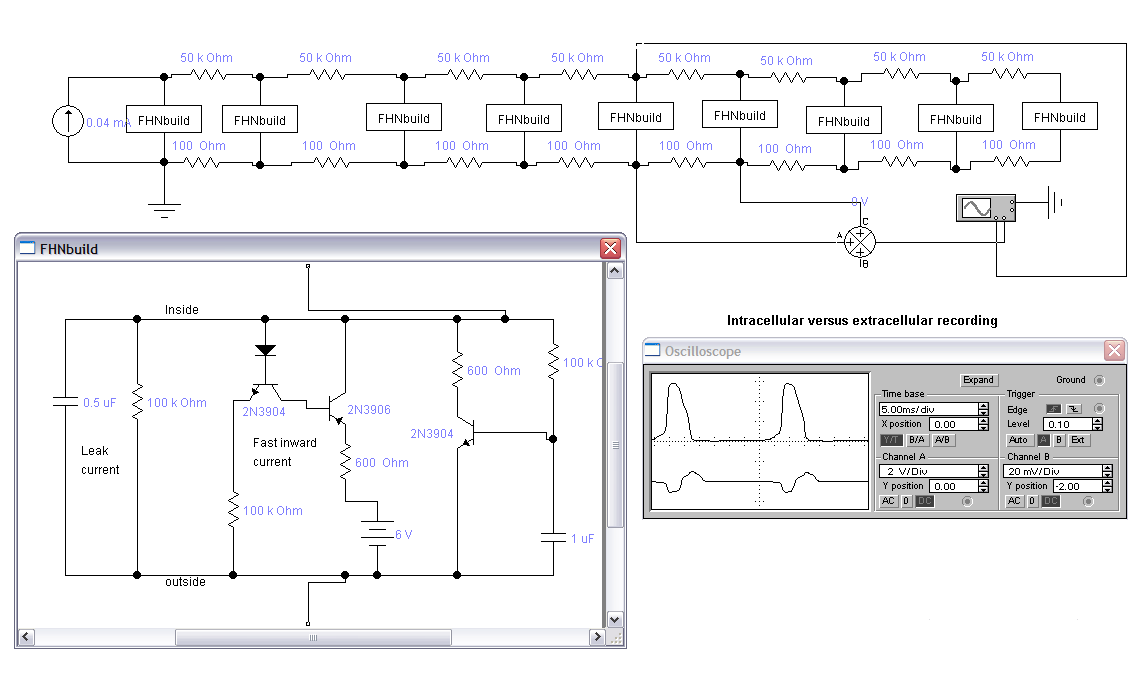 50 k Ohm 50 k Ohm 50 k Ohm 50 k Ohm 50 k Ohm 50 k Ohm 50 k Ohm 50 k Ohm
0.04 mA FHNbuild FHNbuild FHNbuild FHNbuild FHNbuild FHNbuild FHNbuild FHNbuild FHNbuild
100 Ohm 100 Ohm 100 Ohm 100 Ohm 100 Ohm 100 Ohm 100 Ohm 100 Ohm
0 V
C
A
B
FHNbuild
Inside
100 k
600 Ohm
0.5 uF
100 k Ohm
2N3904
2N3906
2N3904
Leak
current
Fast inward
current
600 Ohm
100 k Ohm
6 V
1 uF
outside
Intracellular versus extracellular recording
Oscilloscope
Expand
Ground
Time base
5.00ms/div
X position 0.00
Y/T B/A A/B
Trigger
Edge
Level 0.10
Auto A B Ext
Channel A
2 V/Div
Y position 0.00
AC 0 DC
Channel B
20 mV/Div
Y position -2.00
AC 0 DC